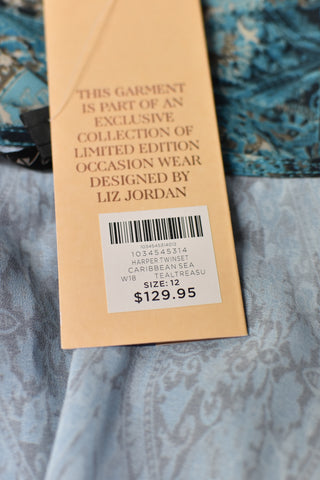 THIS GARMENT
IS PART OF AN
EXCLUSIVE
COLLECTION OF
LIMITED EDITION
OCCASION WEAR
DESIGNED BY
LIZ JORDAN
1034545314012
1034545314
HARPER TWINSET
CARIBBEAN SEA
W18 TEALTREASU
SIZE: 12
$129.95